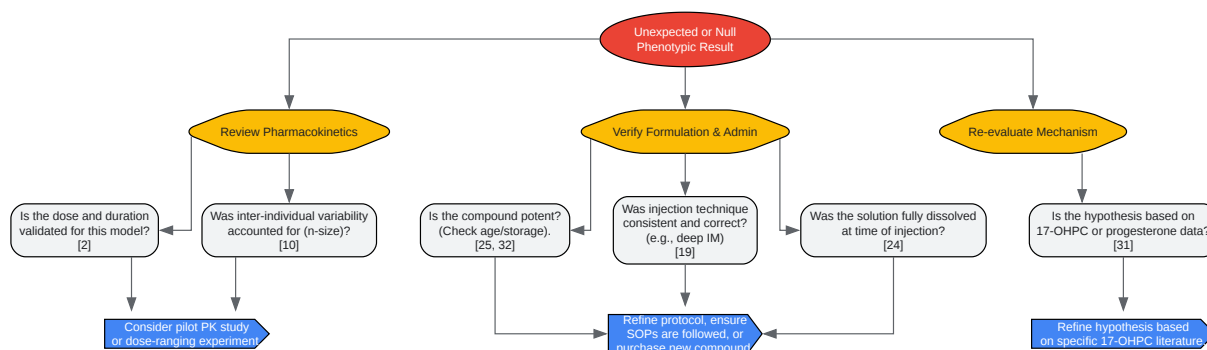 Unexpected or Null
Phenotypic Result
Review Pharmacokinetics
Verify Formulation & Admin
Re-evaluate Mechanism
Is the dose and duration
validated for this model?
[2]
Was inter-individual variability
accounted for (n-size)?
[10]
Is the compound potent?
(Check age/storage).
[25, 32]
Was injection technique
consistent and correct?
(e.g., deep IM)
[19]
Was the solution fully dissolved
at time of injection?
[24]
Is the hypothesis based on
17-OHPC or progesterone data?
[31]
Consider pilot PK study
or dose-ranging experiment
Refine protocol, ensure
SOPs are followed, or
purchase new compound.
Refine hypothesis based
on specific 17-OHPC literature